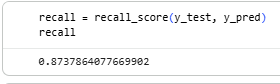 recall = recall_score(y_test, y_pred)
recall
0.8737864077669902